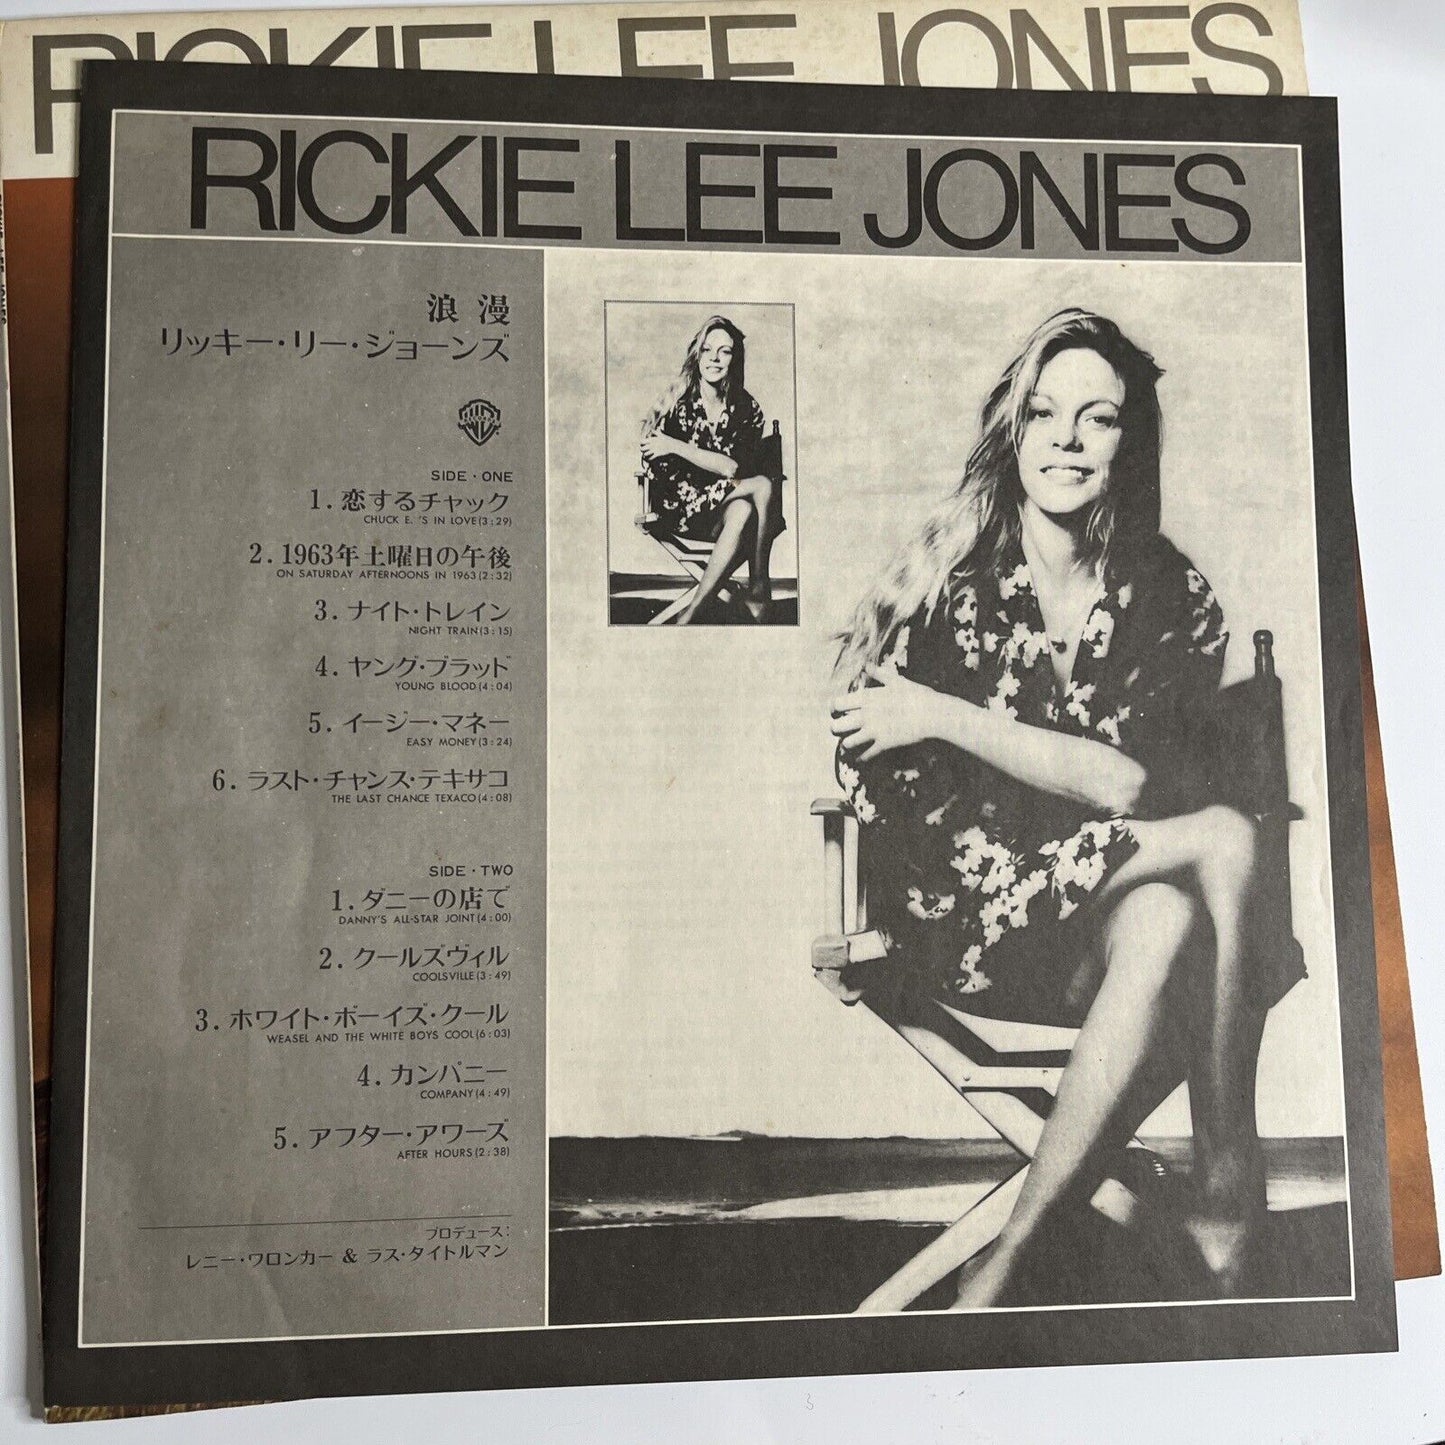 RICKIE LEE JONES
RICKIE LEE JONES
浪漫
リッキー・リー・ジョーンズ
SIDE・ONE
1. 恋するチャック
CHUCK E. 'S IN LOVE(3:29)
2. 1963年土曜日の午後
ON SATURDAY AFTERNOONS IN 1963(2:32)
3. ナイト・トレイン
NIGHT TRAIN(3:15)
4. ヤング・ブラッド
YOUNG BLOOD(4:04)
5. イージー・マネー
EASY MONEY(3:24)
6. ラスト・チャンス・テキサコ
THE LAST CHANCE TEXACO(4:08)
SIDE・TWO
1. ダニーの店で
DANNY'S ALL-STAR JOINT(4:00)
2. クールズヴィル
COOLSVILLE(3:49)
3. ホワイト・ボーイズ・クール
WEASEL AND THE WHITE BOYS COOL(6:03)
4. カンパニー
COMPANY(4:49)
5. アフター・アワーズ
AFTER HOURS(2:38)
プロデュース:
レニー・ワロンカー & ラス・タイトルマン